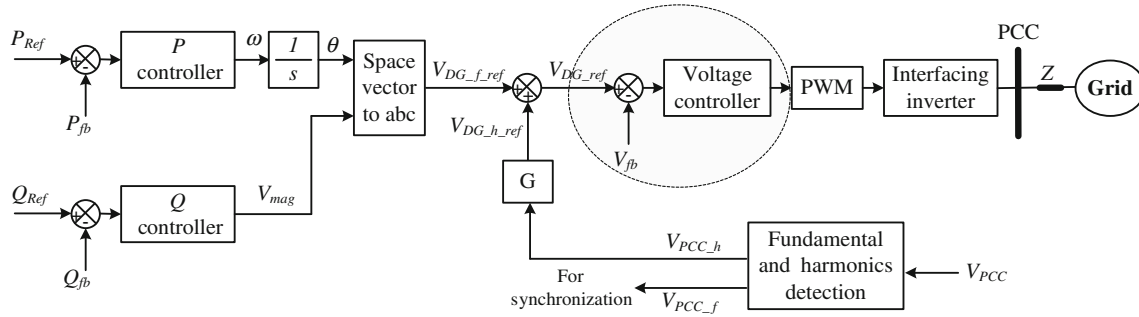 P_Ref
+
-
P_fb
P
controller
ω
1
s
θ
Space
vector
to abc
V_DG_f_ref
+
+
V_DG_h_ref
V_DG_ref
+
-
V_fb
Voltage
controller
PWM
Interfacing
inverter
PCC
Z
Grid
Q_Ref
+
-
Q_fb
Q
controller
V_mag
G
V_PCC_h
For
synchronization
V_PCC_f
Fundamental
and harmonics
detection
V_PCC